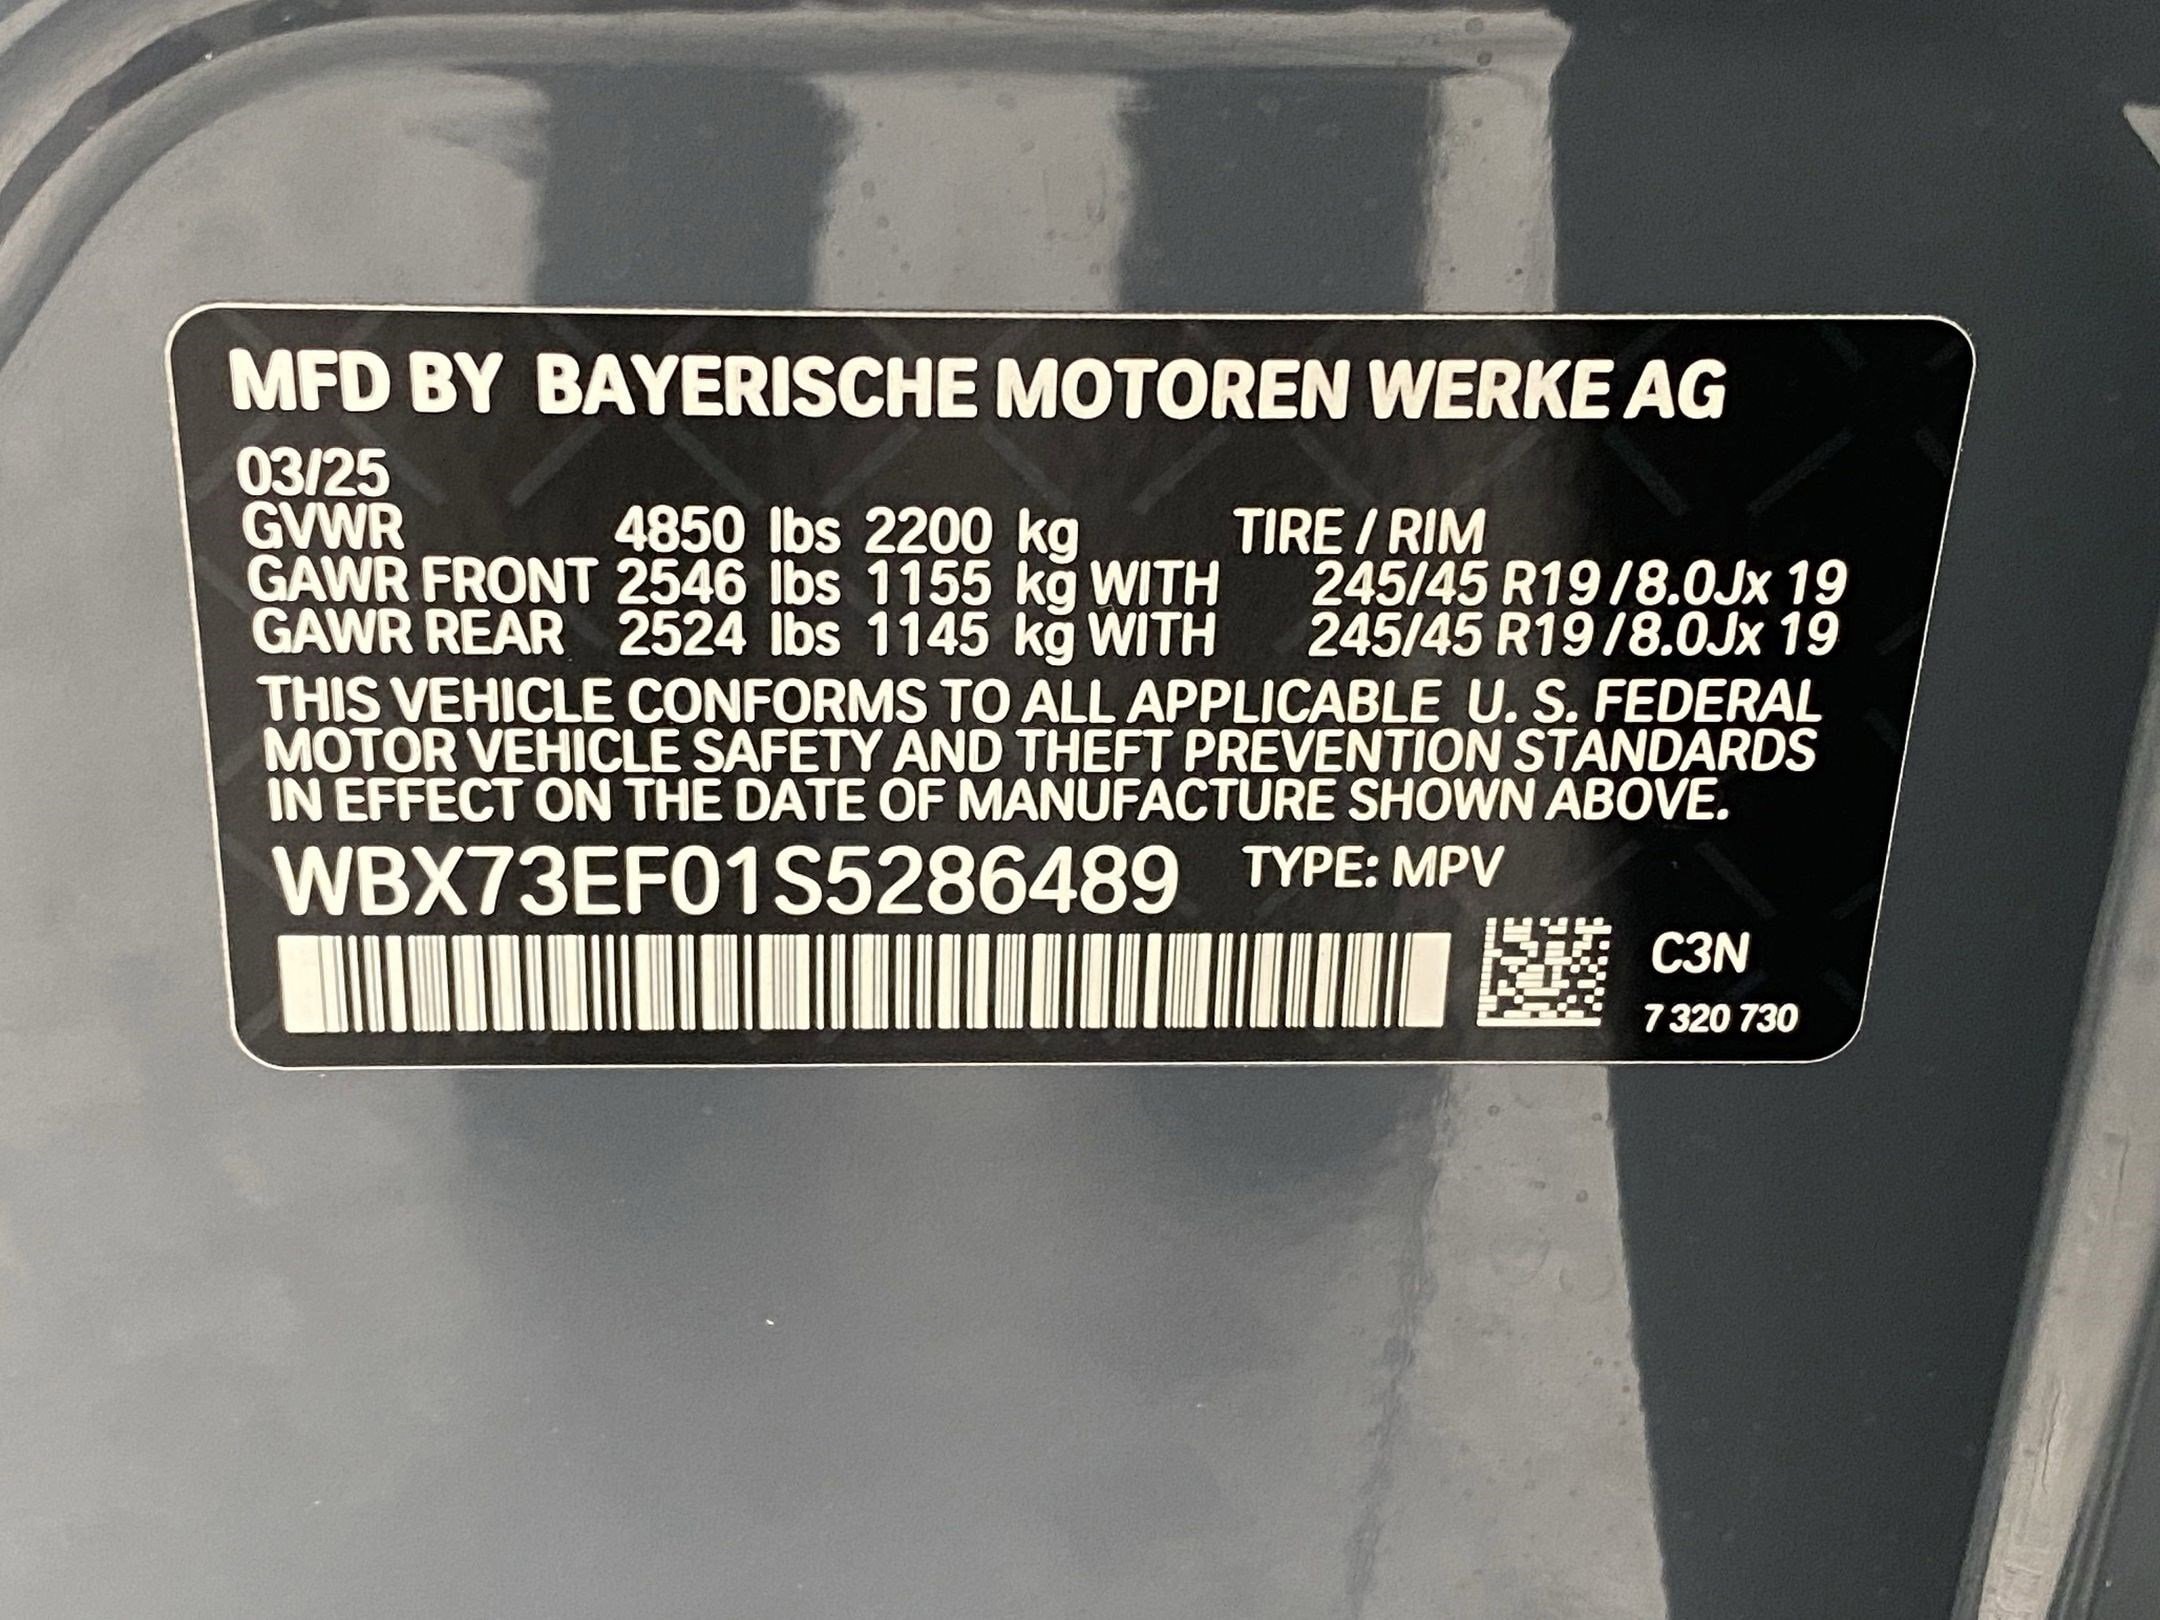 MFD BY BAYERISCHE MOTOREN WERKE AG
03/25
GVWR 4850 lbs 2200 kg TIRE / RIM
GAWR FRONT 2546 lbs 1155 kg WITH 245/45 R19 / 8.0Jx 19
GAWR REAR 2524 lbs 1145 kg WITH 245/45 R19 / 8.0Jx 19
THIS VEHICLE CONFORMS TO ALL APPLICABLE U. S. FEDERAL
MOTOR VEHICLE SAFETY AND THEFT PREVENTION STANDARDS
IN EFFECT ON THE DATE OF MANUFACTURE SHOWN ABOVE.
WBX73EF01S5286489 TYPE: MPV
C3N
7 320 730